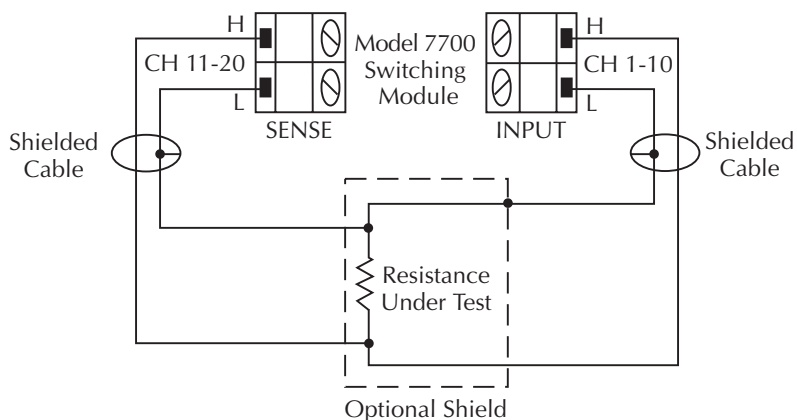 H
CH 11-20
L
SENSE
Model 7700
Switching
Module
H
CH 1-10
L
INPUT
Shielded
Cable
Shielded
Cable
Resistance
Under Test
Optional Shield